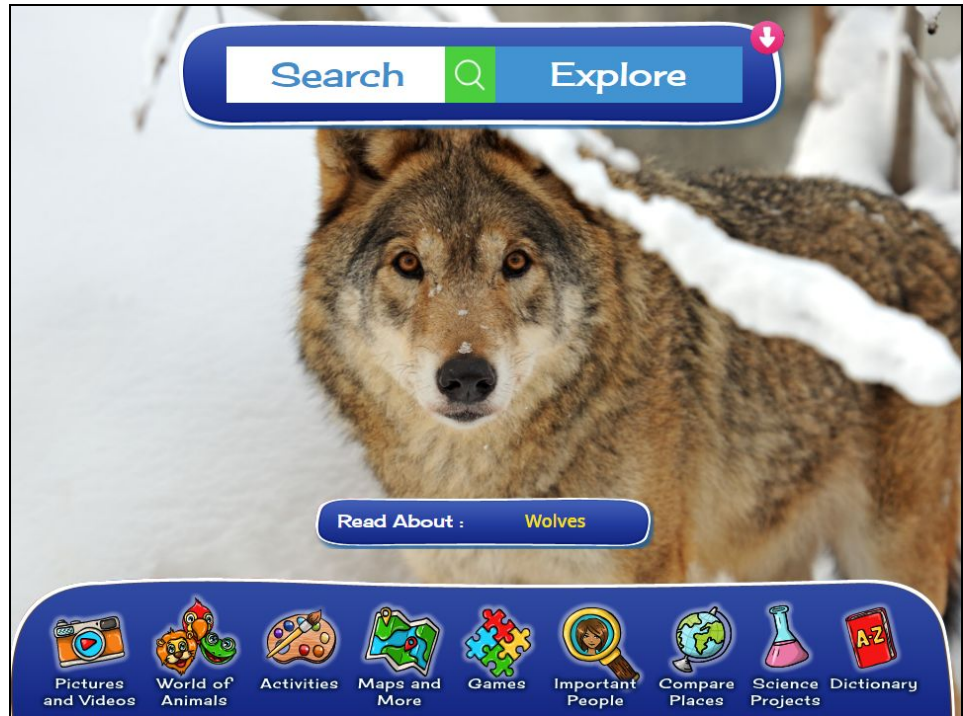 Search Explore
Read About : Wolves
Pictures and Videos
World of Animals
Activities
Maps and More
Games
Important People
Compare Places
Science Projects
Dictionary
A-Z